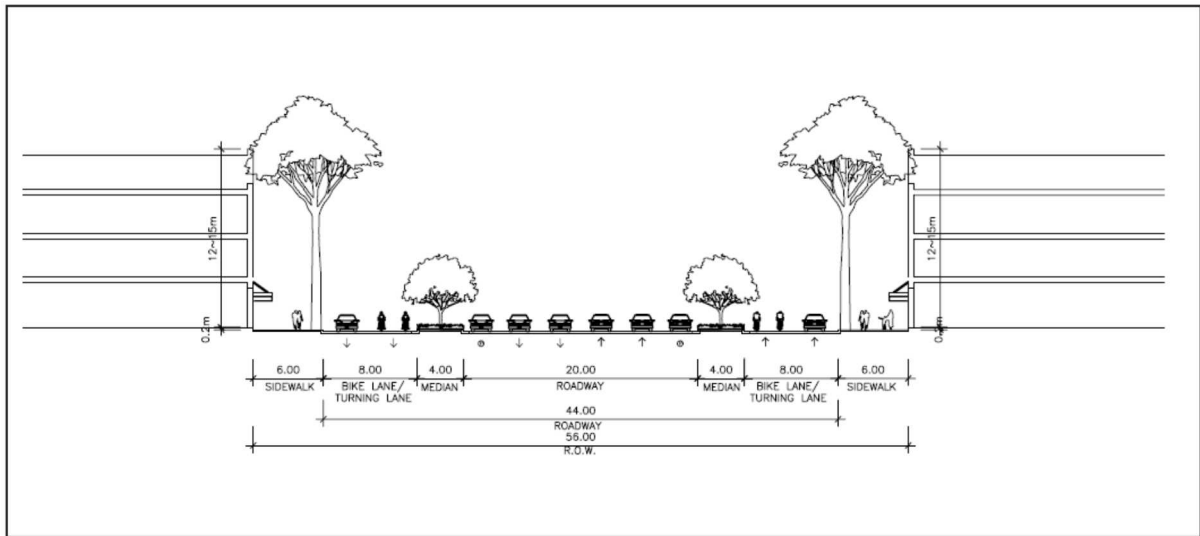 12~15m
12~15m
0.2m
↓ ↓ ⓟ ↓ ↓ ↑ ↑ ⓟ ↑ ↑
6.00 8.00 4.00 20.00 4.00 8.00 6.00
SIDEWALK BIKE LANE/ MEDIAN ROADWAY MEDIAN BIKE LANE/ SIDEWALK
TURNING LANE TURNING LANE
44.00
ROADWAY
56.00
R.O.W.